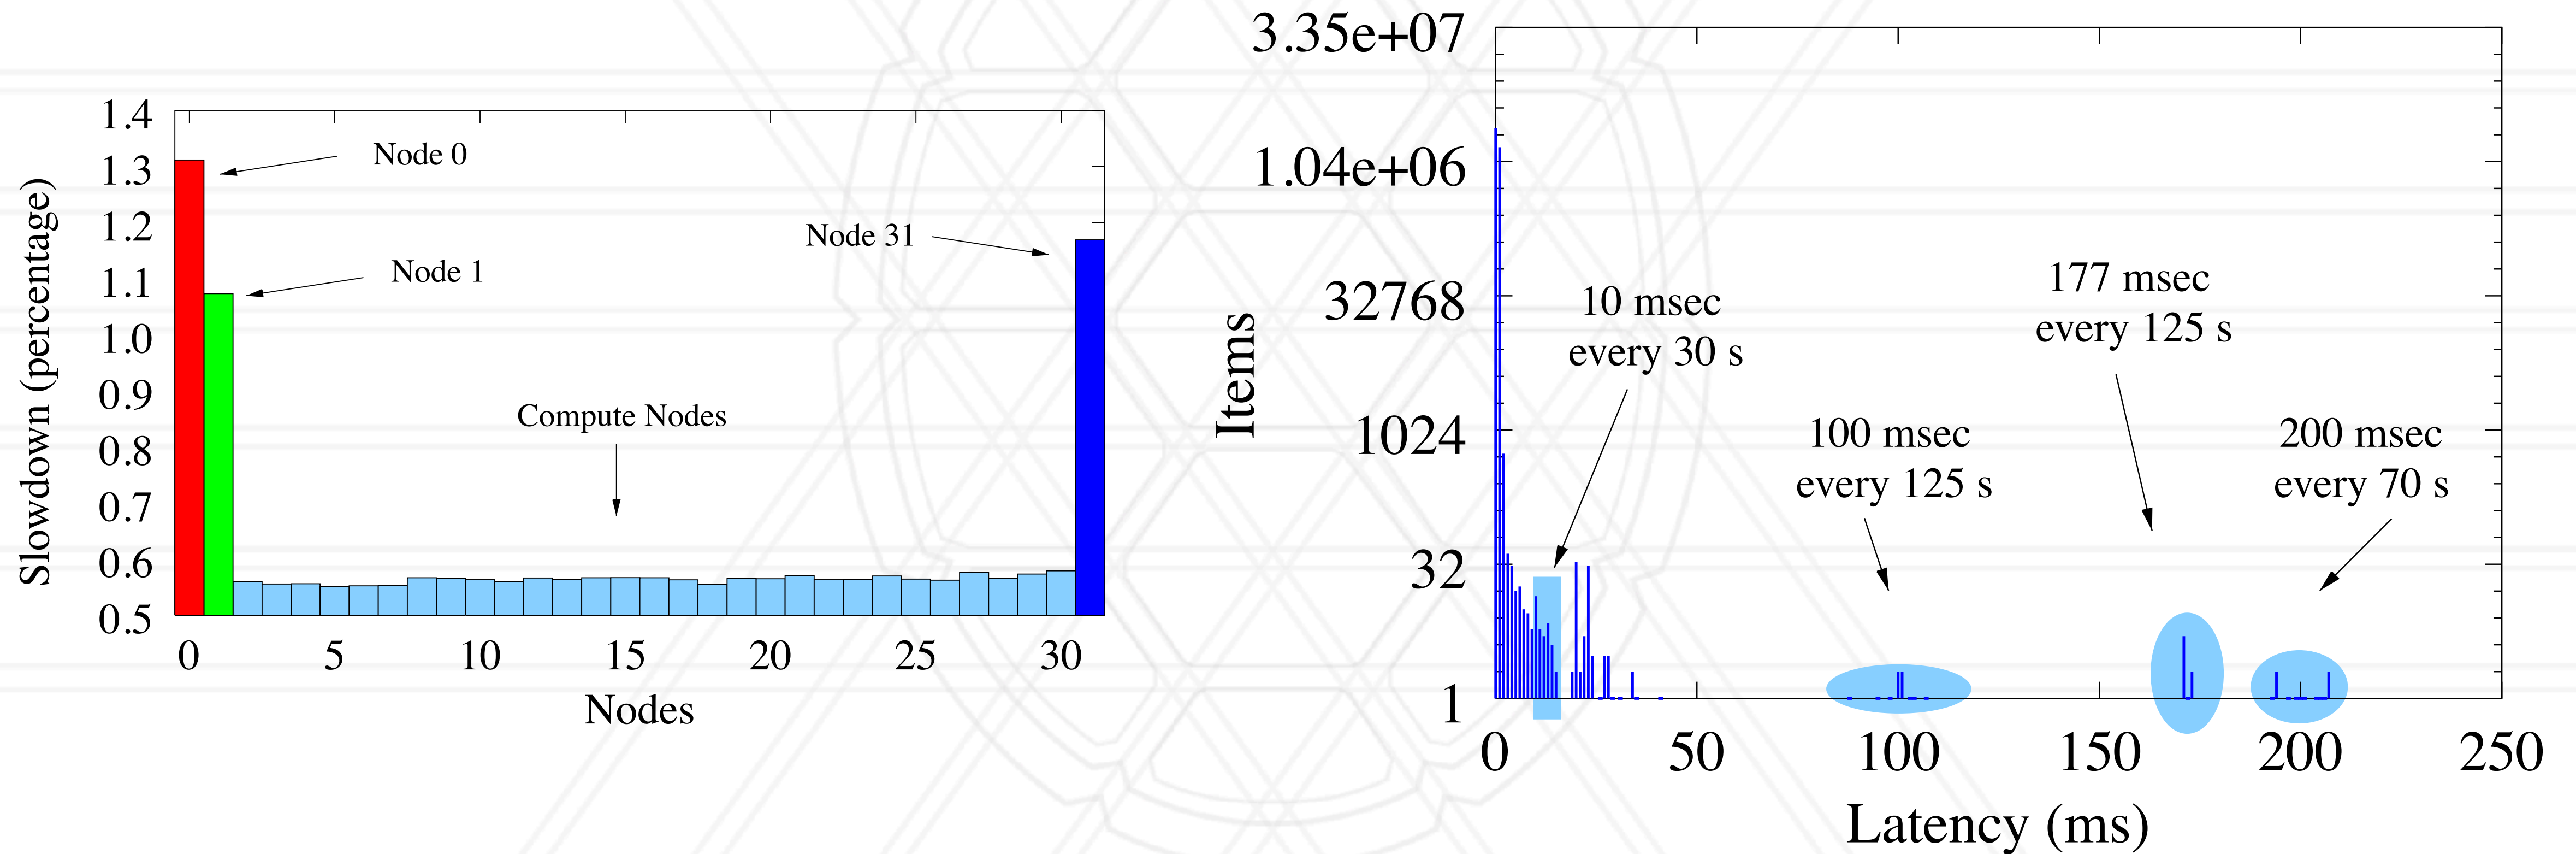 Slowdown (percentage)
1.4
1.3
1.2
1.1
1.0
0.9
0.8
0.7
0.6
0.5
Node 0
Node 1
Node 31
Compute Nodes
0 5 10 15 20 25 30
Nodes
Items
3.35e+07
1.04e+06
32768
1024
32
1
10 msec
every 30 s
100 msec
every 125 s
177 msec
every 125 s
200 msec
every 70 s
0 50 100 150 200 250
Latency (ms)